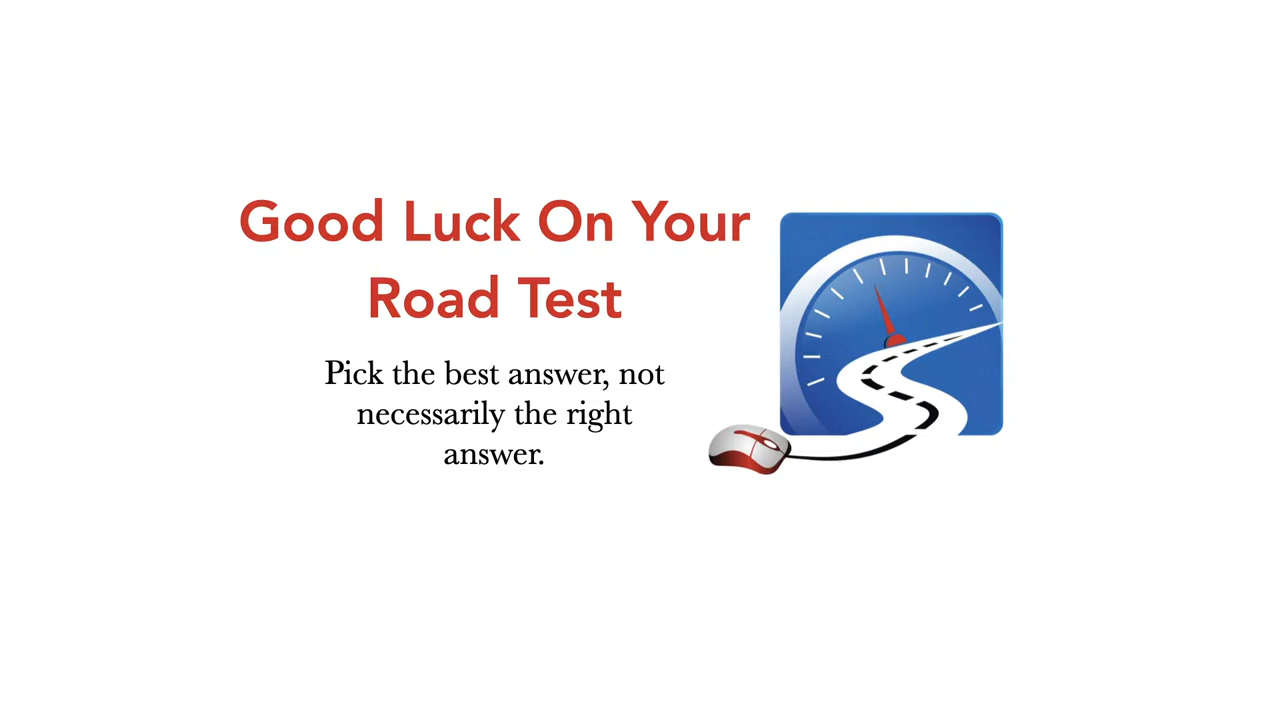 Good Luck On Your
Road Test
Pick the best answer, not
necessarily the right
answer.